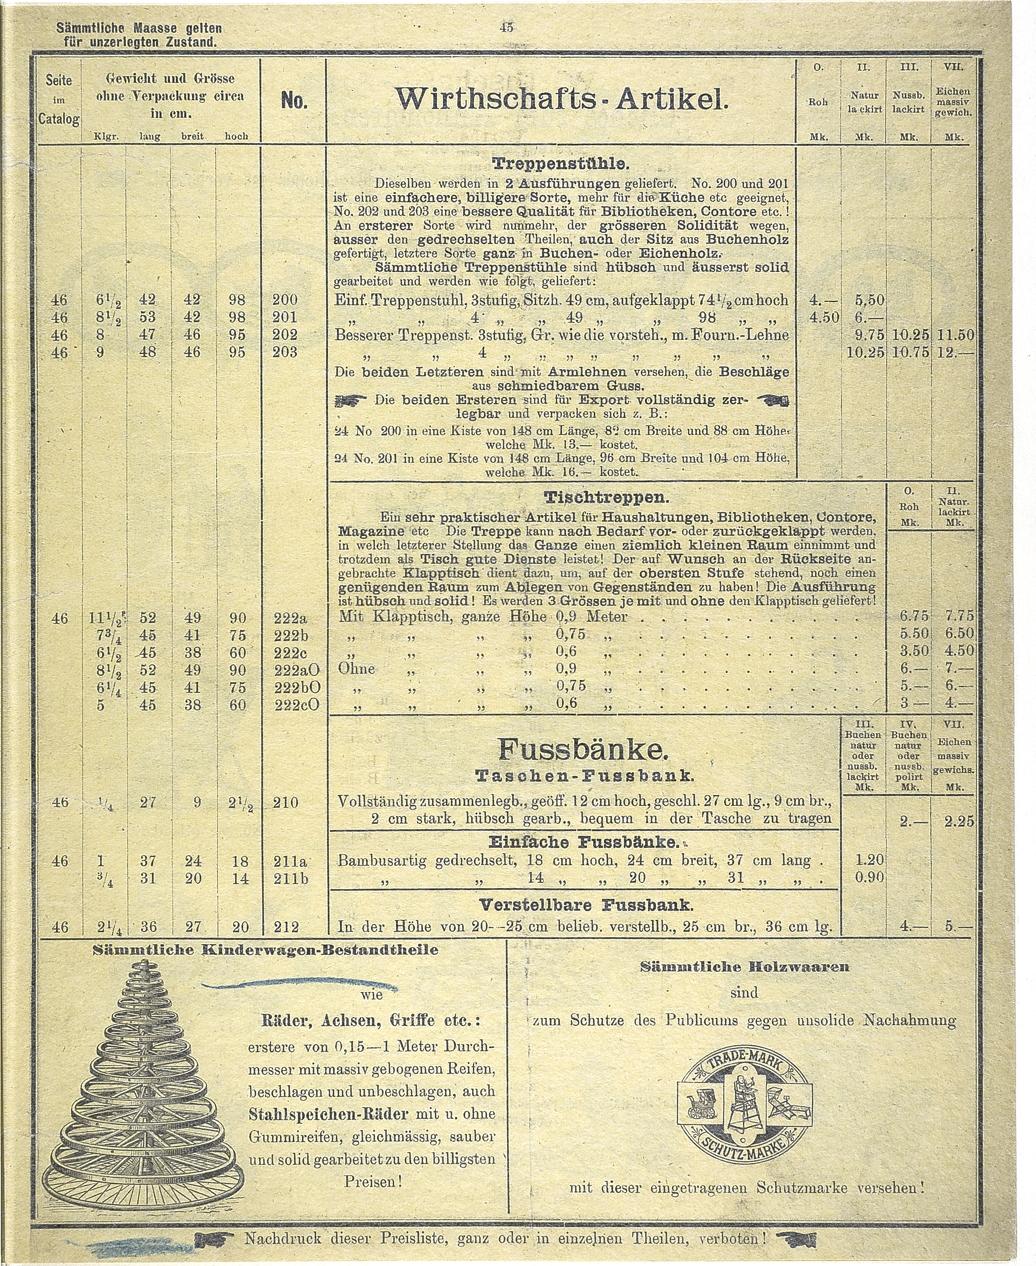 Sämmtliche Maasse gelten
für unzerlegten Zustand.
45
Seite im Catalog | Gewicht und Grösse ohne Verpackung circa in cm. | No. | Wirthschafts-Artikel. | O. Roh Mk. | II. Natur lackirt Mk. | III. Nussb. lackirt Mk. | VII. Eichen massiv gewich. Mk.
Klgr. lang breit hoch
Treppenstühle.
Dieselben werden in 2 Ausführungen geliefert. No. 200 und 201
ist eine einfachere, billigere Sorte, mehr für die Küche etc geeignet,
No. 202 und 203 eine bessere Qualität für Bibliotheken, Contore etc.!
An ersterer Sorte wird nunmehr, der grösseren Solidität wegen,
ausser den gedrechselten Theilen, auch der Sitz aus Buchenholz
gefertigt, letztere Sorte ganz in Buchen- oder Eichenholz.
Sämmtliche Treppenstühle sind hübsch und äusserst solid
gearbeitet und werden wie folgt, geliefert:
46 6 1/2 42 42 98 200 Einf. Treppenstuhl, 3stufig, Sitzh. 49 cm, aufgeklappt 74 1/2 cm hoch 4.— 5,50
46 8 1/2 53 42 98 201 „ „ 4 „ „ 49 „ „ 98 „ „ 4.50 6.—
46 8 47 46 95 202 Besserer Treppenst. 3stufig, Gr. wie die vorsteh., m. Fourn.-Lehne 9.75 10.25 11.50
46 9 48 46 95 203 „ „ 4 „ „ „ „ „ „ „ „ 10.25 10.75 12.—
Die beiden Letzteren sind mit Armlehnen versehen, die Beschläge
aus schmiedbarem Guss.
Die beiden Ersteren sind für Export vollständig zer-
legbar und verpacken sich z. B.:
24 No 200 in eine Kiste von 148 cm Länge, 82 cm Breite und 88 cm Höhe,
welche Mk. 13.— kostet.
24 No. 201 in eine Kiste von 148 cm Länge, 96 cm Breite und 104 cm Höhe,
welche Mk. 16.— kostet.
Tischtreppen.
O. Roh Mk. | II. Natur. lackirt Mk.
Ein sehr praktischer Artikel für Haushaltungen, Bibliotheken, Contore,
Magazine etc Die Treppe kann nach Bedarf vor- oder zurückgeklappt werden,
in welch letzterer Stellung das Ganze einen ziemlich kleinen Raum einnimmt und
trotzdem als Tisch gute Dienste leistet! Der auf Wunsch an der Rückseite an-
gebrachte Klapptisch dient dazu, um, auf der obersten Stufe stehend, noch einen
genügenden Raum zum Ablegen von Gegenständen zu haben! Die Ausführung
ist hübsch und solid! Es werden 3 Grössen je mit und ohne den Klapptisch geliefert!
46 11 1/2 52 49 90 222a Mit Klapptisch, ganze Höhe 0,9 Meter . . . . . . 6.75 7.75
7 3/4 45 41 75 222b „ „ „ „ 0,75 „ . . . . . . 5.50 6.50
6 1/2 45 38 60 222c „ „ „ „ 0,6 „ . . . . . . 3.50 4.50
8 1/2 52 49 90 222aO Ohne „ „ „ 0,9 „ . . . . . . 6.— 7.—
6 1/4 45 41 75 222bO „ „ „ „ 0,75 „ . . . . . . 5.— 6.—
5 45 38 60 222cO „ „ „ „ 0,6 „ . . . . . . 3 — 4.—
Fussbänke.
III. Buchen natur oder nussb. lackirt Mk. | IV. Buchen natur oder nussb. polirt Mk. | VII. Eichen massiv gewichs. Mk.
Taschen-Fussbank.
46 1/4 27 9 2 1/2 210 Vollständig zusammenlegb., geöff. 12 cm hoch, geschl. 27 cm lg., 9 cm br.,
2 cm stark, hübsch gearb., bequem in der Tasche zu tragen 2.— 2.25
Einfache Fussbänke.
46 1 37 24 18 211a Bambusartig gedrechselt, 18 cm hoch, 24 cm breit, 37 cm lang . 1.20
3/4 31 20 14 211b „ „ 14 „ „ 20 „ „ 31 „ „ . 0.90
Verstellbare Fussbank.
46 2 1/4 36 27 20 212 In der Höhe von 20—25 cm belieb. verstellb., 25 cm br., 36 cm lg. 4.— 5.—
Sämmtliche Kinderwagen-Bestandtheile
wie
Räder, Achsen, Griffe etc.:
erstere von 0,15—1 Meter Durch-
messer mit massiv gebogenen Reifen,
beschlagen und unbeschlagen, auch
Stahlspeichen-Räder mit u. ohne
Gummireifen, gleichmässig, sauber
und solid gearbeitet zu den billigsten
Preisen!
Sämmtliche Holzwaaren
sind
zum Schutze des Publicums gegen unsolide Nachahmung
TRADE-MARK
SCHUTZ-MARKE
mit dieser eingetragenen Schutzmarke versehen!
Nachdruck dieser Preisliste, ganz oder in einzelnen Theilen, verboten!